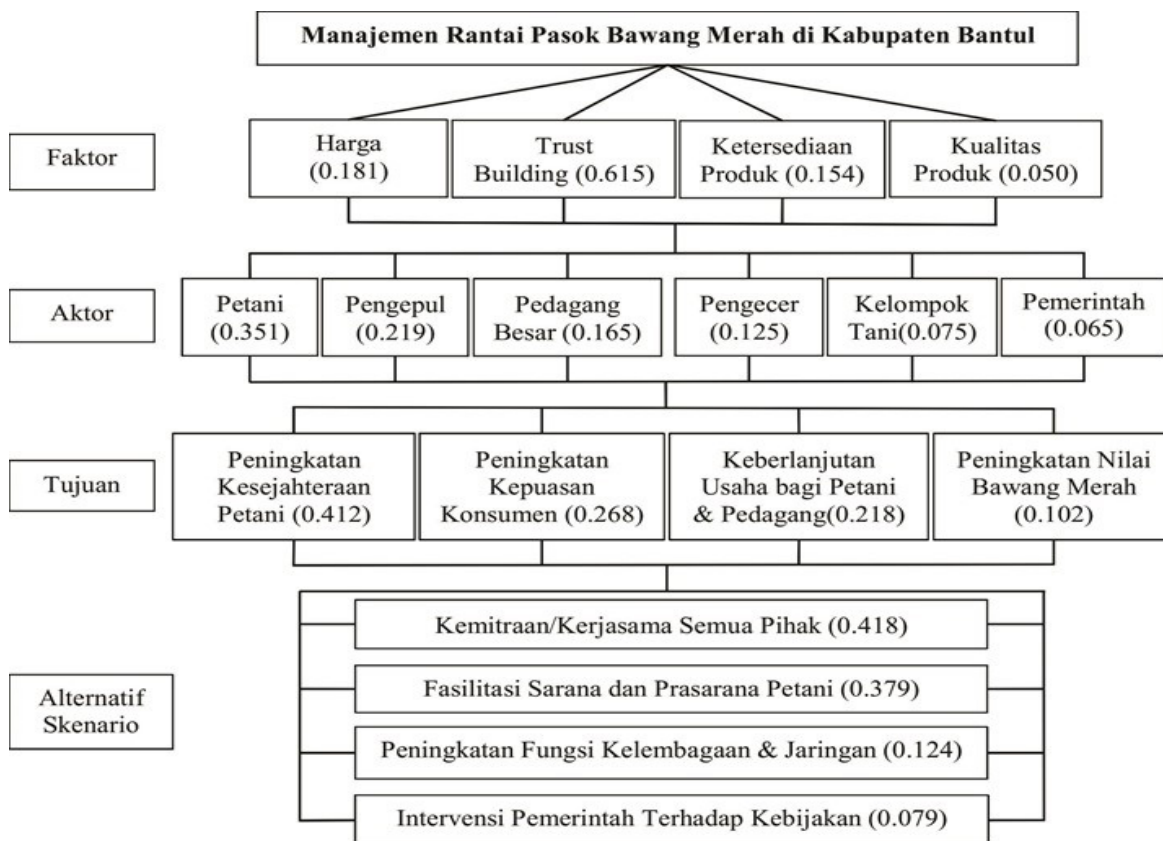 Manajemen Rantai Pasok Bawang Merah di Kabupaten Bantul
Faktor
Harga
(0.181)
Trust
Building (0.615)
Ketersediaan
Produk (0.154)
Kualitas
Produk (0.050)
Aktor
Petani
(0.351)
Pengepul
(0.219)
Pedagang
Besar (0.165)
Pengecer
(0.125)
Kelompok
Tani(0.075)
Pemerintah
(0.065)
Tujuan
Peningkatan
Kesejahteraan
Petani (0.412)
Peningkatan
Kepuasan
Konsumen (0.268)
Keberlanjutan
Usaha bagi Petani
& Pedagang(0.218)
Peningkatan Nilai
Bawang Merah
(0.102)
Alternatif
Skenario
Kemitraan/Kerjasama Semua Pihak (0.418)
Fasilitasi Sarana dan Prasarana Petani (0.379)
Peningkatan Fungsi Kelembagaan & Jaringan (0.124)
Intervensi Pemerintah Terhadap Kebijakan (0.079)